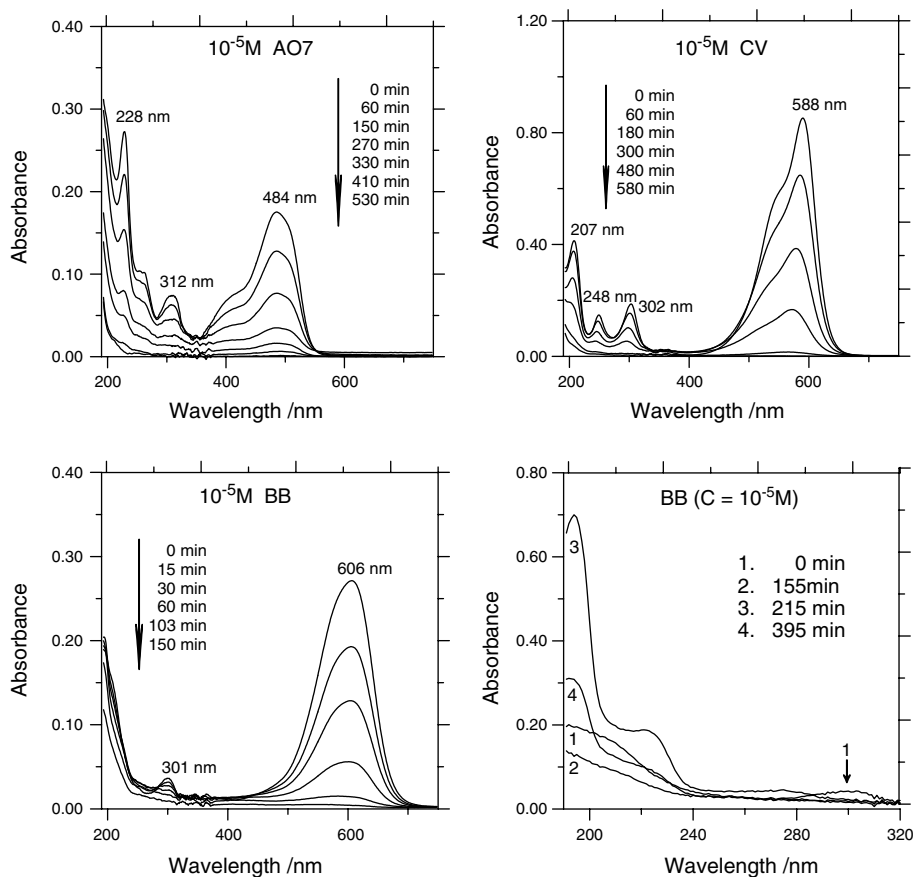 10⁻⁵M AO7
0 min
60 min
150 min
270 min
330 min
410 min
530 min
228 nm
312 nm
484 nm
0.40
0.30
0.20
0.10
0.00
Absorbance
200
400
600
Wavelength /nm
10⁻⁵M CV
0 min
60 min
180 min
300 min
480 min
580 min
207 nm
248 nm
302 nm
588 nm
1.20
0.80
0.40
0.00
Absorbance
200
400
600
Wavelength /nm
10⁻⁵M BB
0 min
15 min
30 min
60 min
103 min
150 min
606 nm
301 nm
0.40
0.30
0.20
0.10
0.00
Absorbance
200
400
600
Wavelength /nm
BB (C = 10⁻⁵M)
1. 0 min
2. 155min
3. 215 min
4. 395 min
3
4
1
2
1
0.80
0.60
0.40
0.20
0.00
Absorbance
200
240
280
320
Wavelength /nm